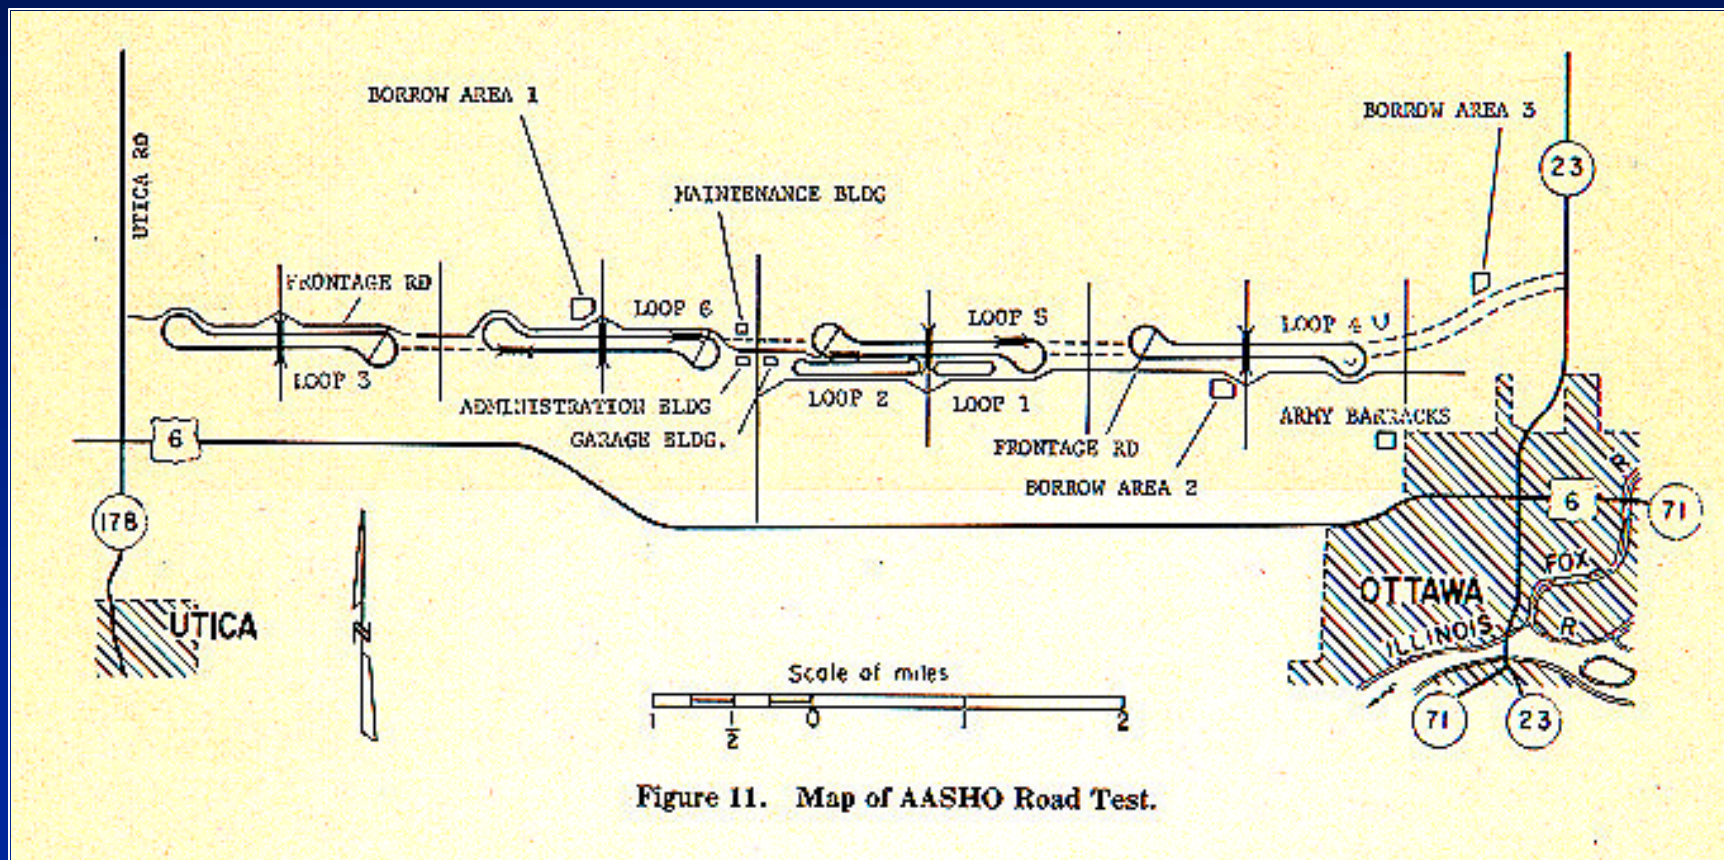 BORROW AREA 1
BORROW AREA 3
UTICA RD
23
MAINTENANCE BLDG
FRONTAGE RD
LOOP 6
LOOP 5
LOOP 4
LOOP 3
ADMINISTRATION BLDG
LOOP 2
LOOP 1
GARAGE BLDG.
FRONTAGE RD
ARMY BARRACKS
BORROW AREA 2
6
178
R
6
71
FOX
OTTAWA
UTICA
ILLINOIS
R.
N
Scale of miles
1 1/2 0 1 2
71
23
Figure 11. Map of AASHO Road Test.